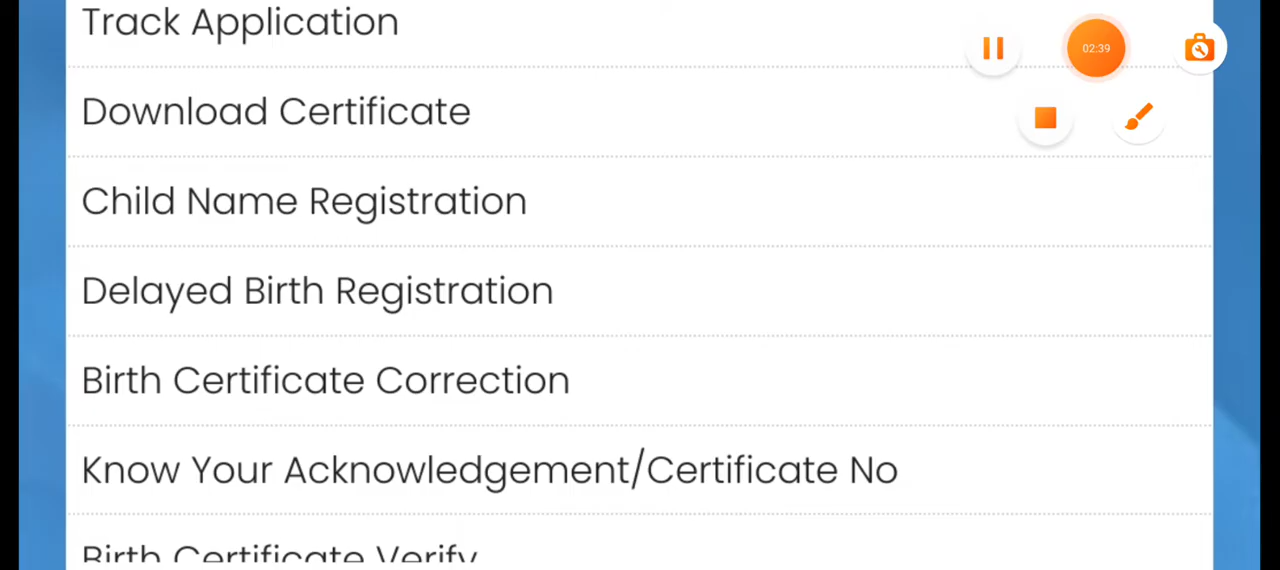 Track Application
02:39
Download Certificate
Child Name Registration
Delayed Birth Registration
Birth Certificate Correction
Know Your Acknowledgement/Certificate No
Birth Certificate Verify